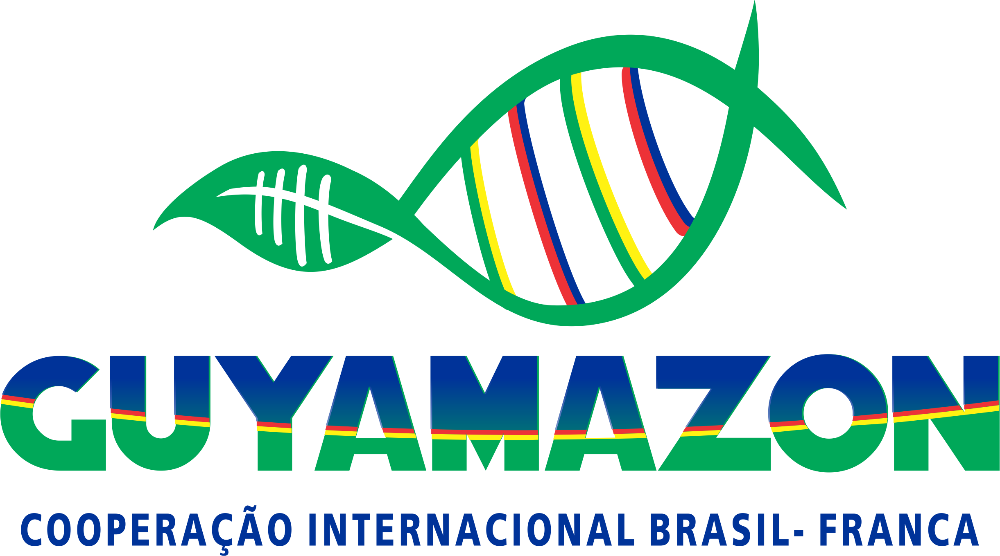 GUYAMAZON
COOPERAÇÃO INTERNACIONAL BRASIL- FRANCA